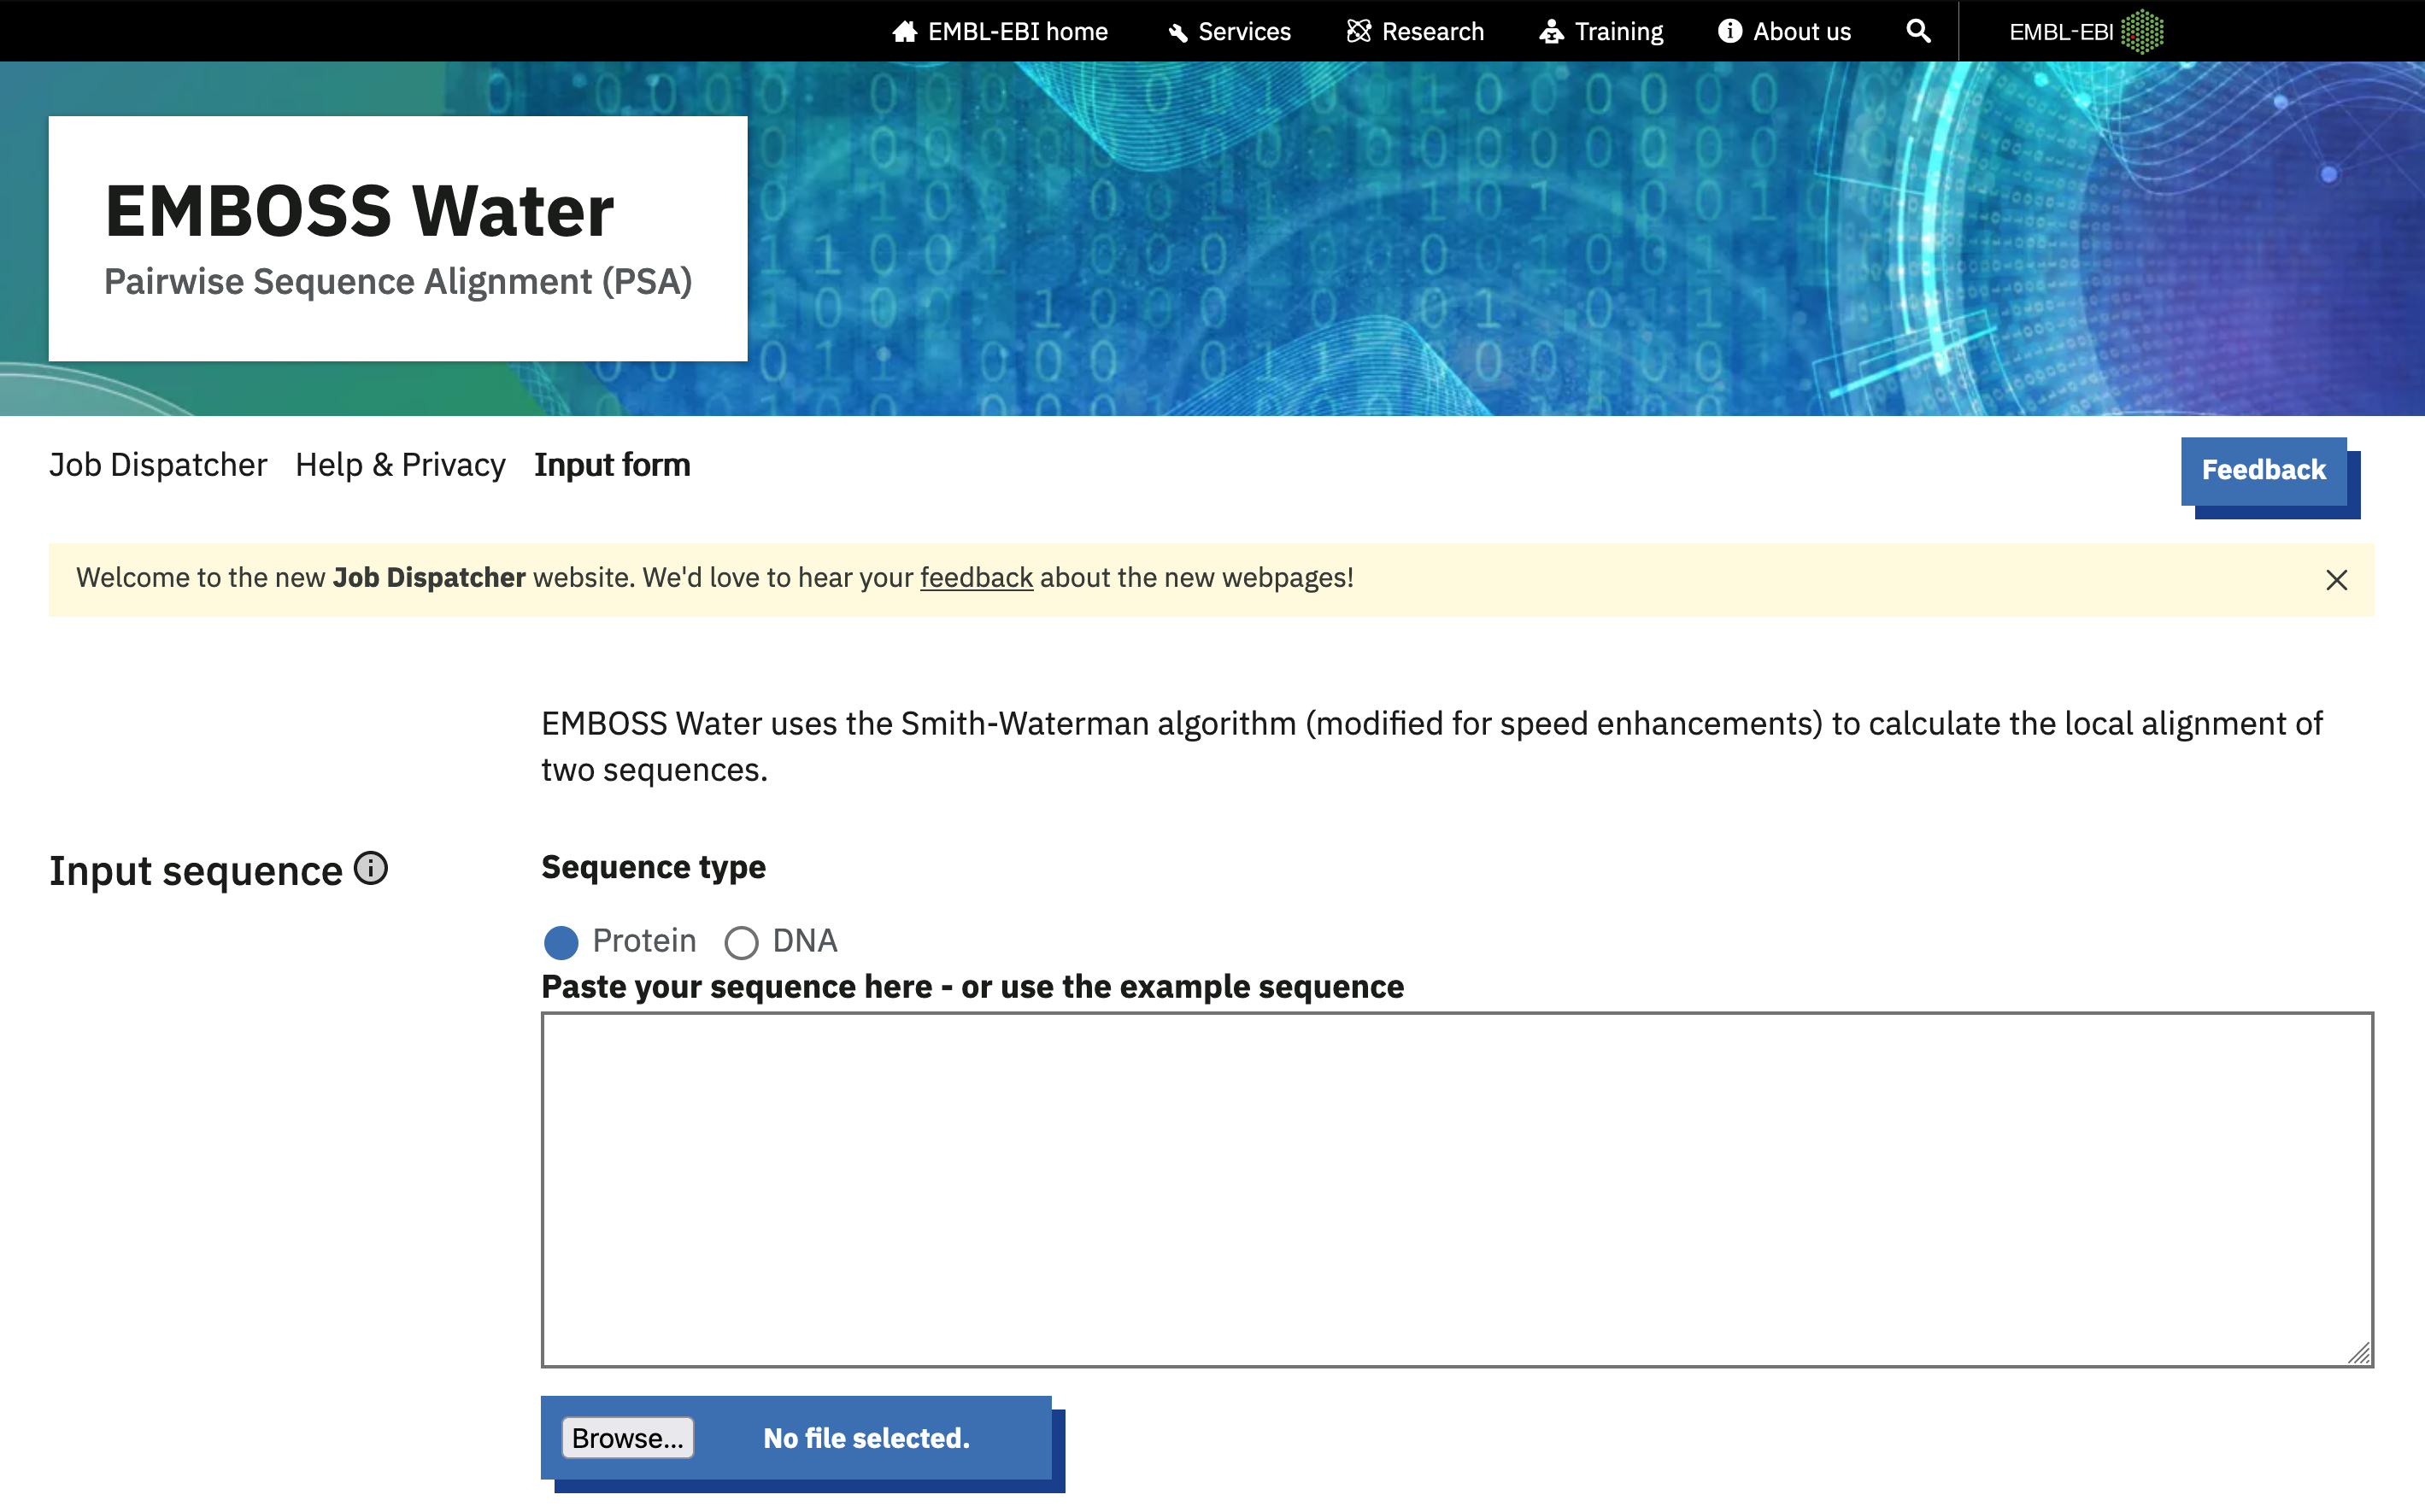 EMBL-EBI home Services Research Training About us EMBL-EBI
EMBOSS Water
Pairwise Sequence Alignment (PSA)
Job Dispatcher Help & Privacy Input form Feedback
Welcome to the new Job Dispatcher website. We'd love to hear your feedback about the new webpages!
EMBOSS Water uses the Smith-Waterman algorithm (modified for speed enhancements) to calculate the local alignment of
two sequences.
Input sequence
Sequence type
Protein DNA
Paste your sequence here - or use the example sequence
Browse... No file selected.